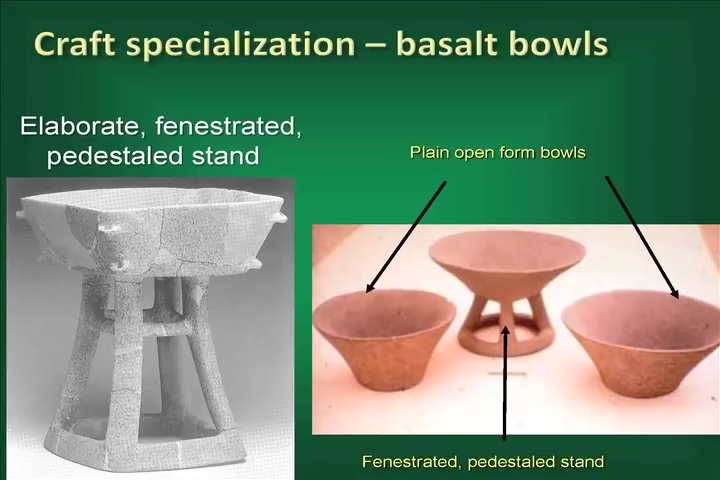 Craft specialization – basalt bowls
Elaborate, fenestrated,
pedestaled stand
Plain open form bowls
Fenestrated, pedestaled stand